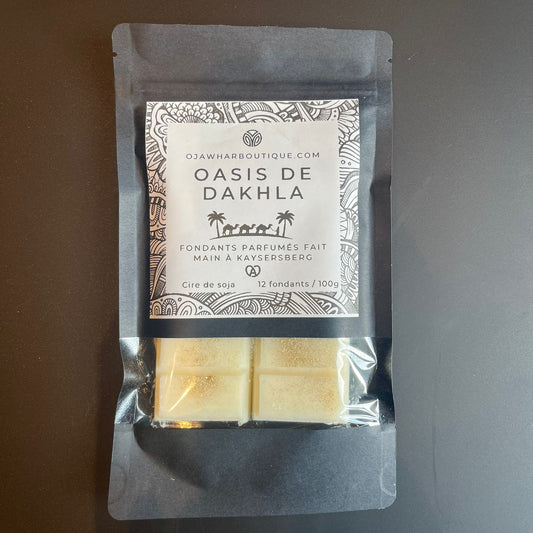 OJAWHARBOUTIQUE.COM
OASIS DE
DAKHLA
FONDANTS PARFUMÉS FAIT
MAIN À KAYSERSBERG
Cire de soja 12 fondants / 100g